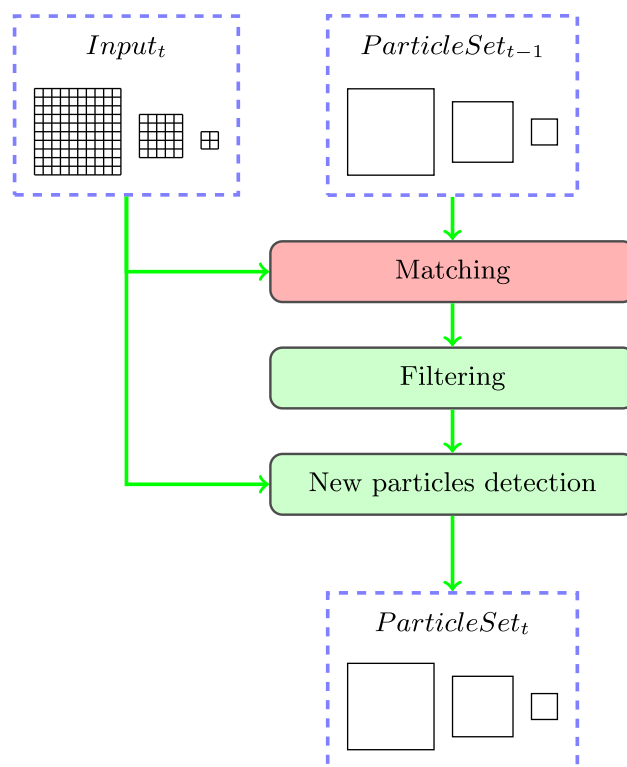 Input_t
ParticleSet_{t-1}
Matching
Filtering
New particles detection
ParticleSet_t